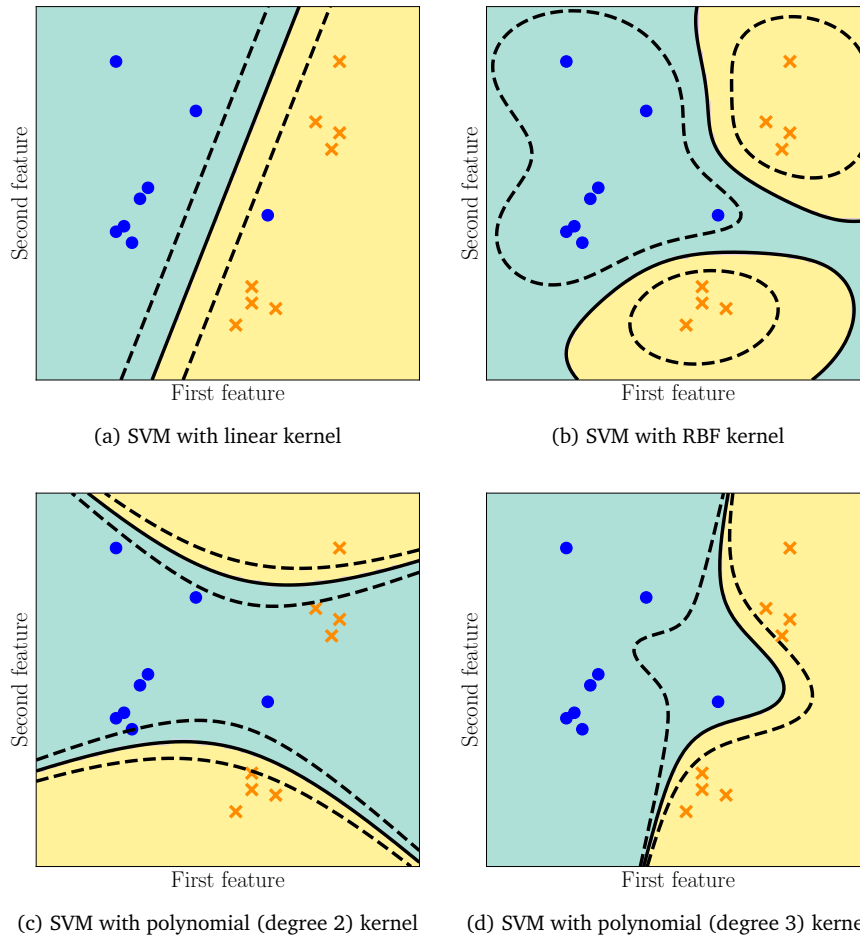 Second feature
First feature
(a) SVM with linear kernel
Second feature
First feature
(b) SVM with RBF kernel
Second feature
First feature
(c) SVM with polynomial (degree 2) kernel
Second feature
First feature
(d) SVM with polynomial (degree 3) kerne